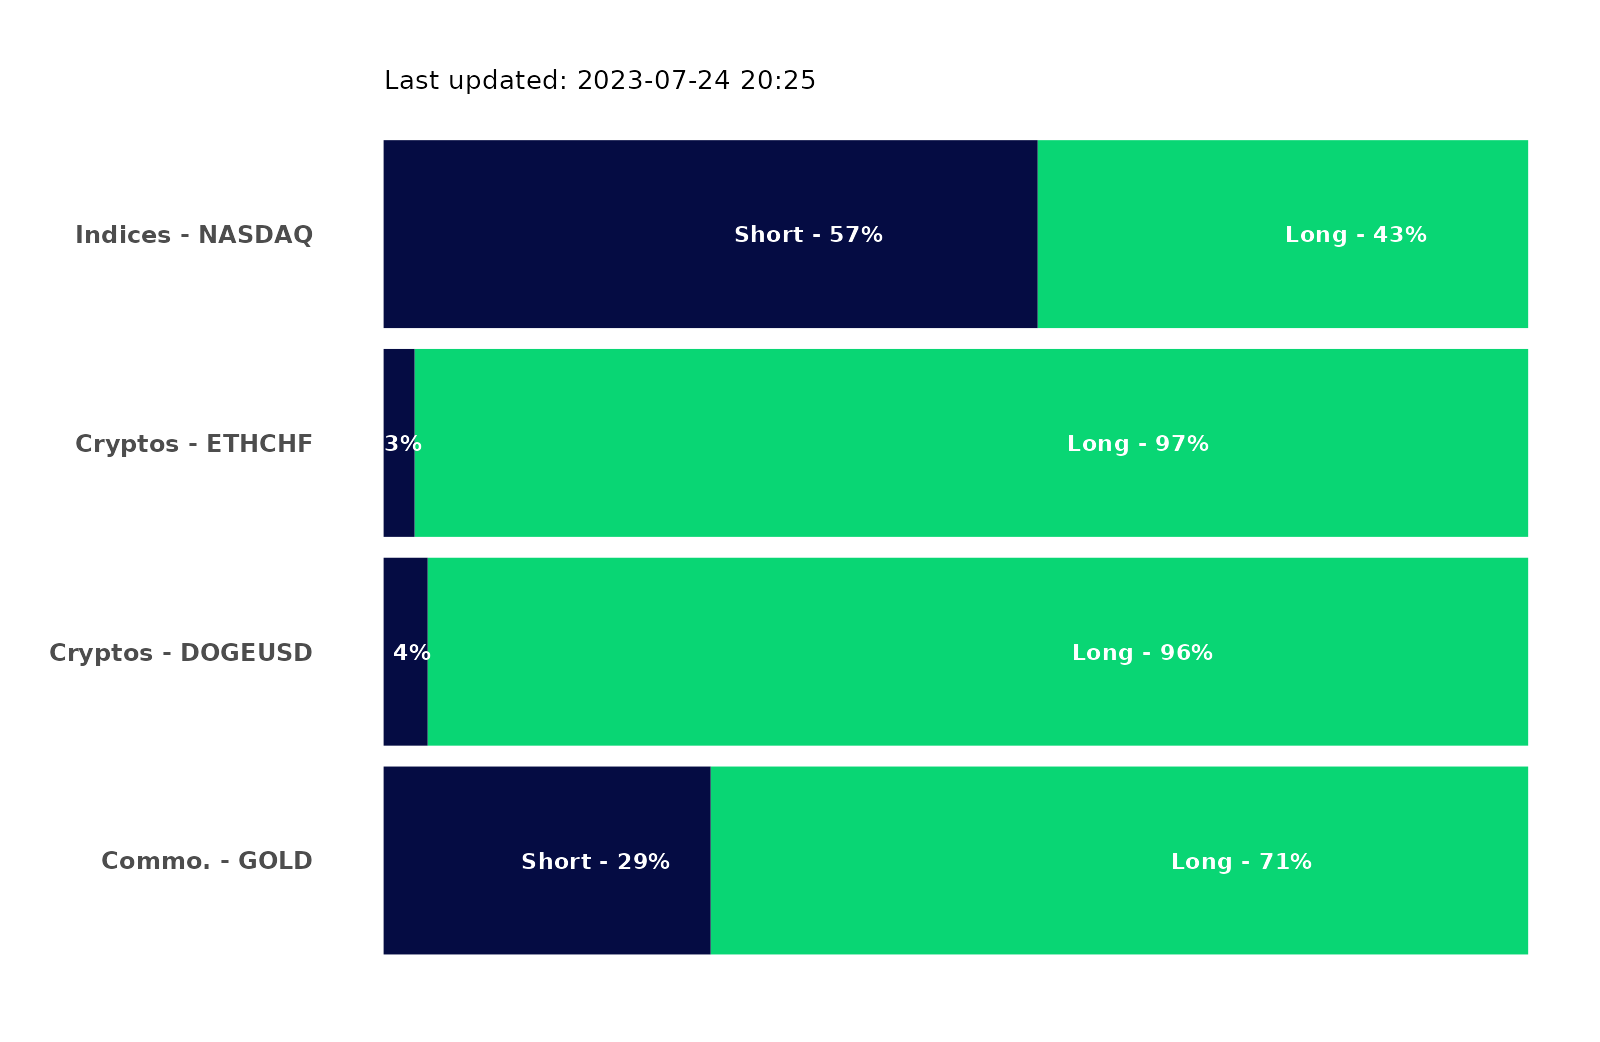 Last updated: 2023-07-24 20:25
Indices - NASDAQ
Short - 57%
Long - 43%
Cryptos - ETHCHF
3%
Long - 97%
Cryptos - DOGEUSD
4%
Long - 96%
Commo. - GOLD
Short - 29%
Long - 71%